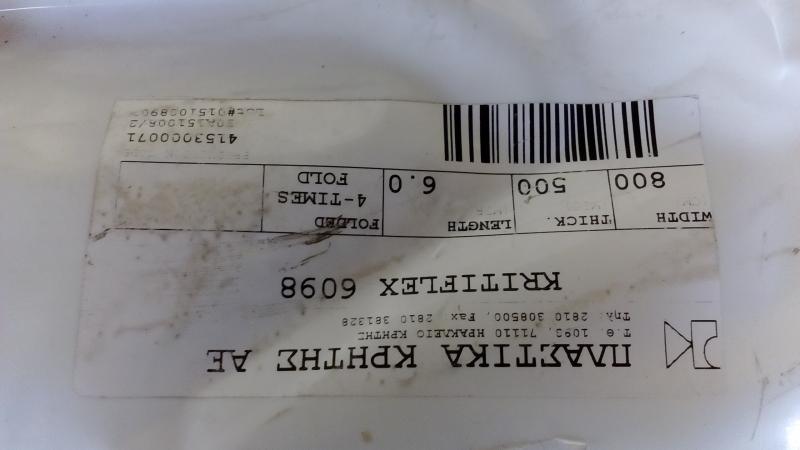 ΠΛΑΣΤΙΚΑ ΚΡΗΤΗΣ ΑΕ
Τ.Θ. 1093, 71110 ΗΡΑΚΛΕΙΟ ΚΡΗΤΗΣ
Τηλ: 2810 308500, Fax 2810 381328
KRITIFLEX 6098
WIDTH THICK. LENGTH FOLDED
800 500 6.0 4-TIMES
FOLD
4153000071